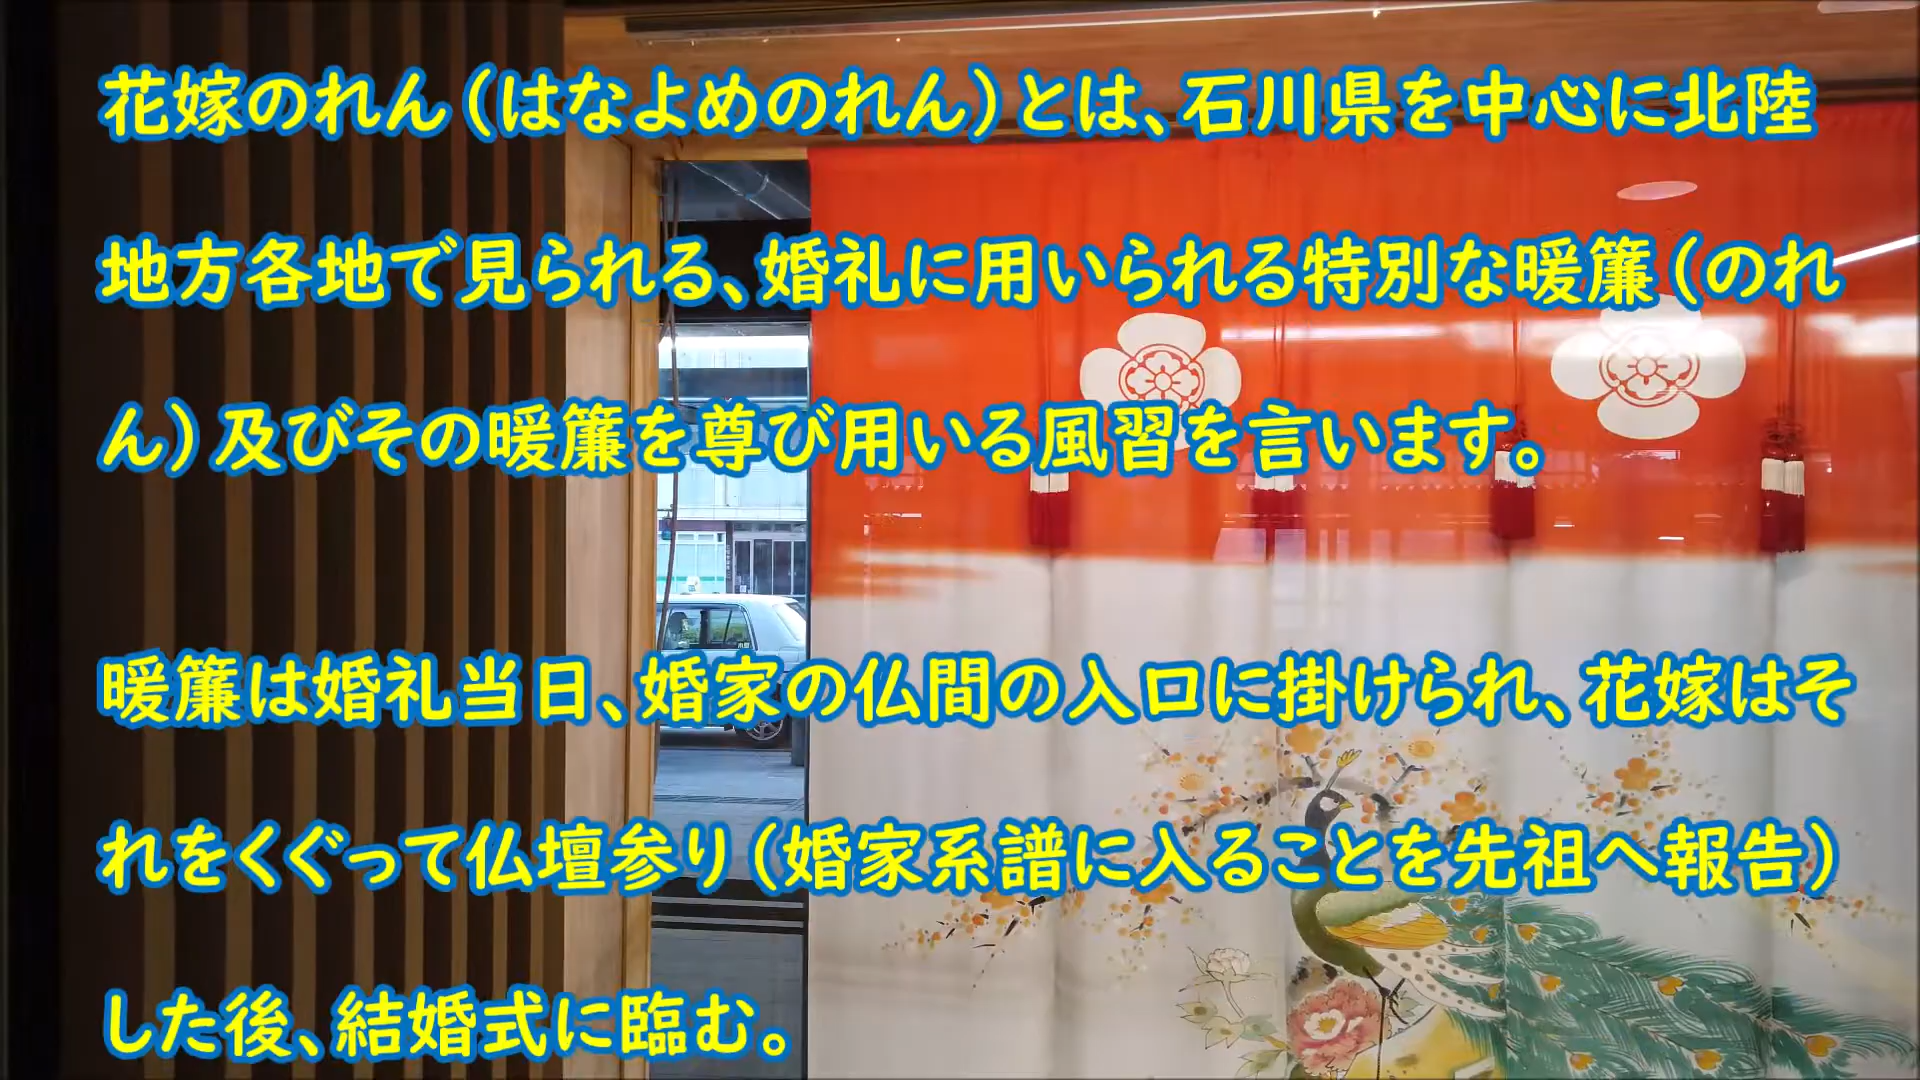 花嫁のれん（はなよめのれん）とは、石川県を中心に北陸
地方各地で見られる、婚礼に用いられる特別な暖簾（のれ
ん）及びその暖簾を尊び用いる風習を言います。
暖簾は婚礼当日、婚家の仏間の入口に掛けられ、花嫁はそ
れをくぐって仏壇参り（婚家系譜に入ることを先祖へ報告）
した後、結婚式に臨む。